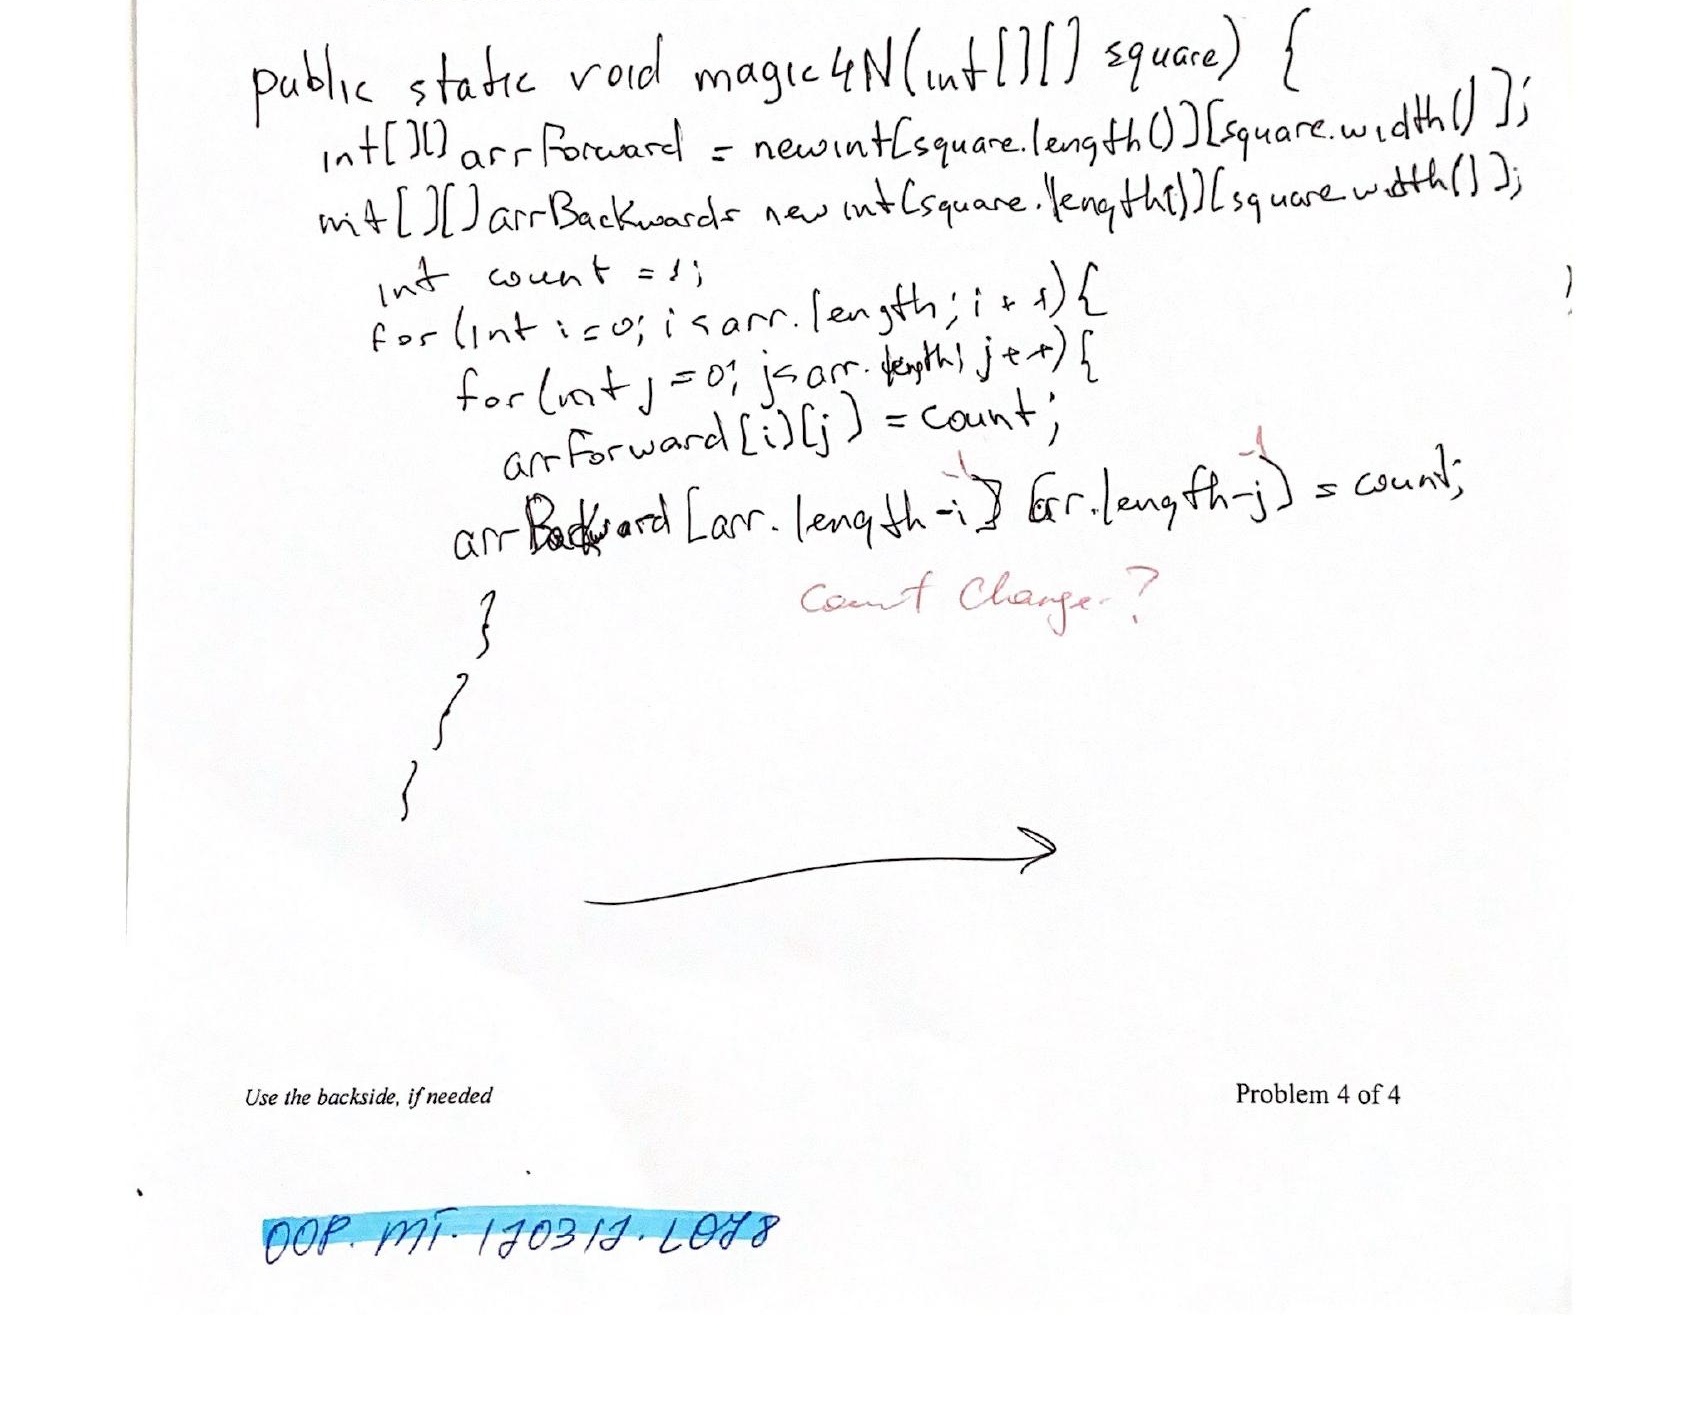 public static void magic4N(int[][] square) {
int[][] arrForward = newint[square.length()][square.width()];
int[][] arrBackwards new int[square.length()][square.width()];
int count = 1;
for (int i=0; i<arr.length; i++){
for(int j=0; j<arr.length; j++){
arrForward[i][j] = count;
-1 -1
arrBackward[arr.length-i][arr.length-j] = count;
Count Change?
}
}
}
Use the backside, if needed
Problem 4 of 4
OOP. MT. 170317. L078